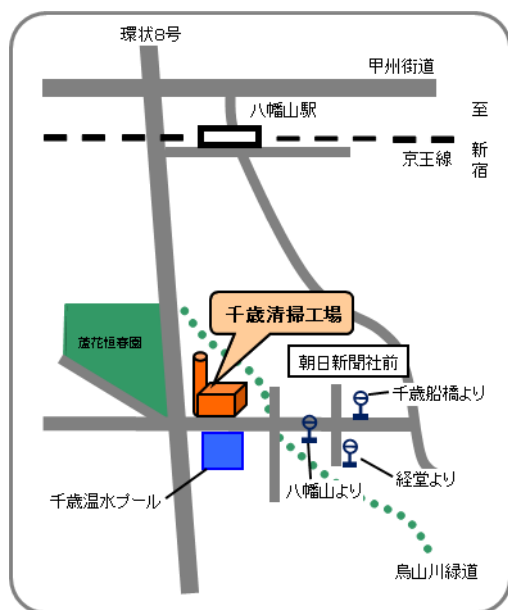 環状8号
甲州街道
八幡山駅
至
新宿
京王線
千歳清掃工場
蘆花恒春園
朝日新聞社前
千歳船橋より
千歳温水プール
八幡山より
経堂より
烏山川緑道